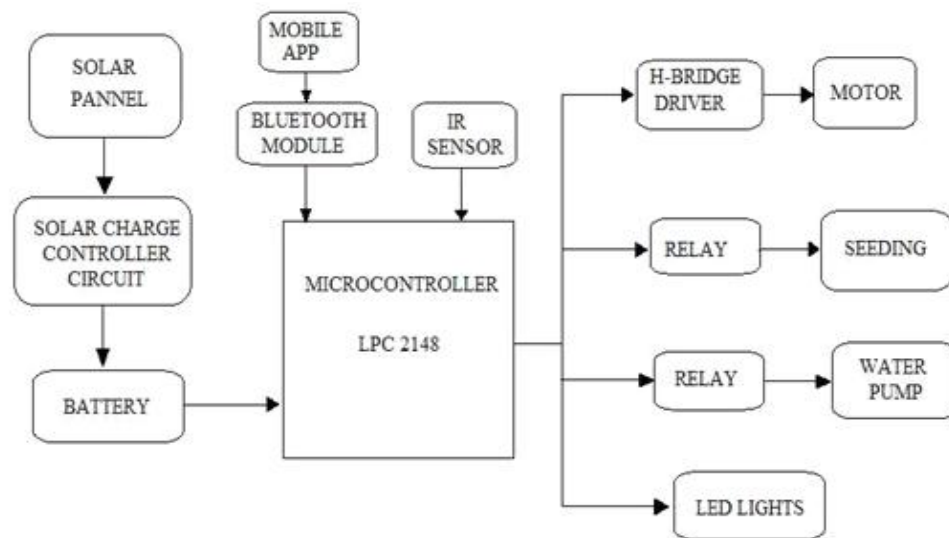 SOLAR
PANNEL
MOBILE
APP
BLUETOOTH
MODULE
IR
SENSOR
H-BRIDGE
DRIVER
MOTOR
SOLAR CHARGE
CONTROLLER
CIRCUIT
MICROCONTROLLER
LPC 2148
RELAY
SEEDING
BATTERY
RELAY
WATER
PUMP
LED LIGHTS